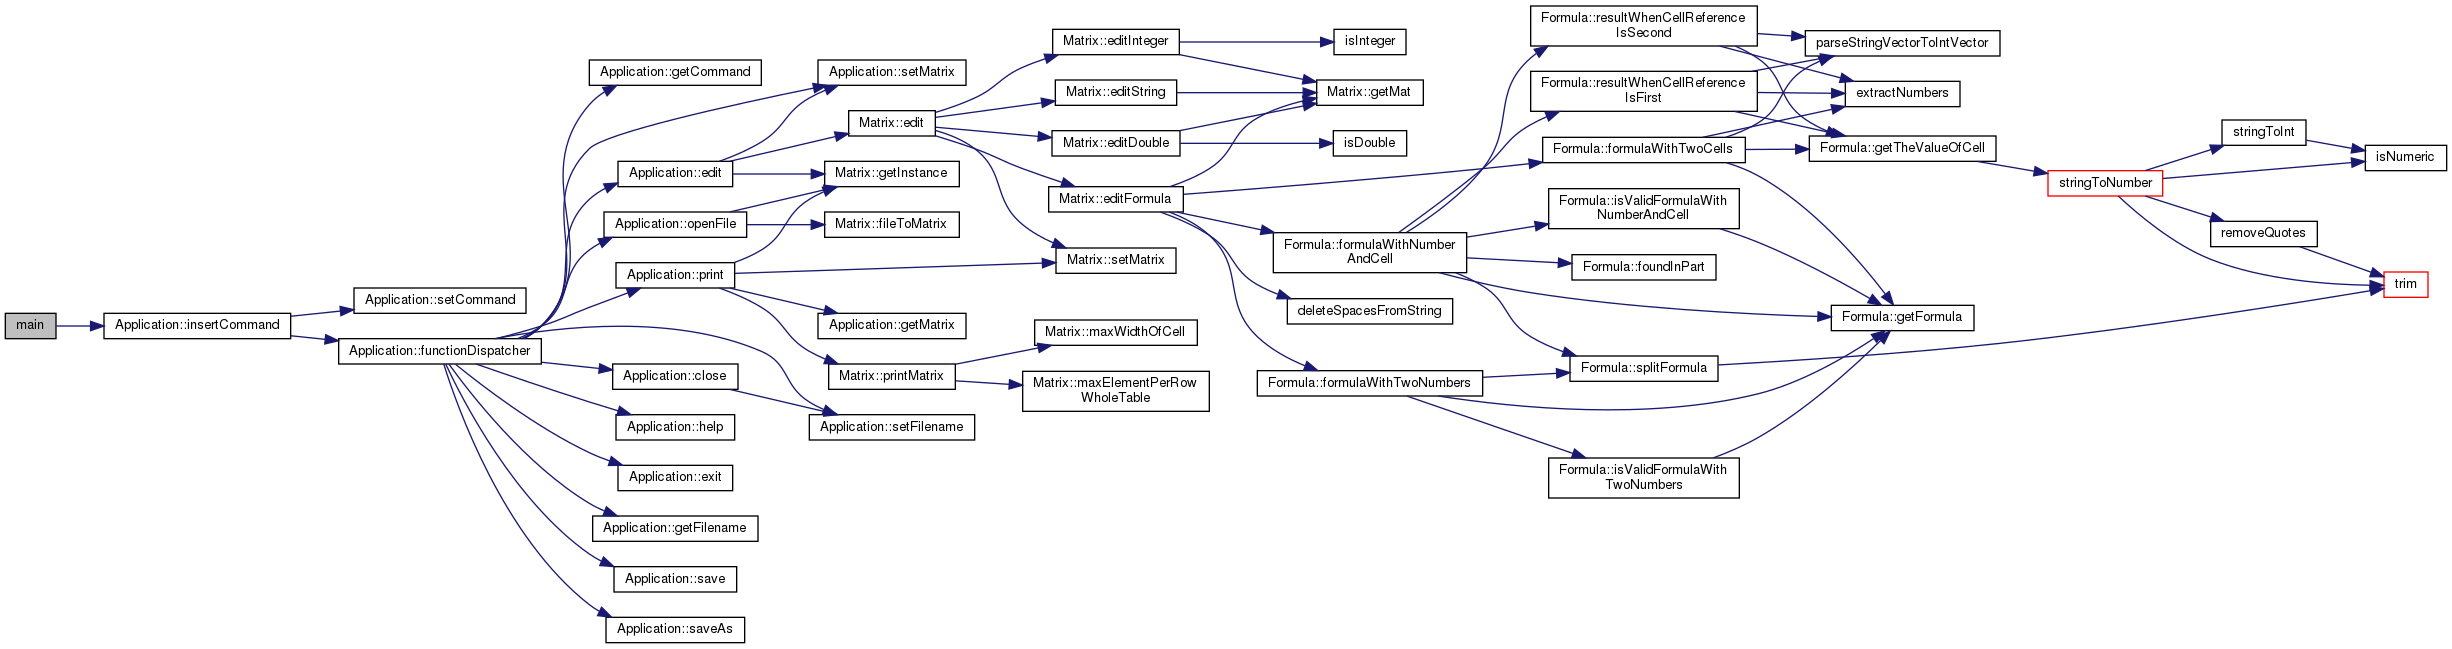 main
Application::insertCommand
Application::setCommand
Application::functionDispatcher
Application::getCommand
Application::edit
Application::openFile
Application::print
Application::close
Application::help
Application::exit
Application::getFilename
Application::save
Application::saveAs
Application::setMatrix
Matrix::edit
Matrix::getInstance
Matrix::fileToMatrix
Application::getMatrix
Matrix::printMatrix
Application::setFilename
Matrix::editInteger
Matrix::editString
Matrix::editDouble
Matrix::editFormula
Matrix::setMatrix
Matrix::maxWidthOfCell
Matrix::maxElementPerRow
WholeTable
isInteger
Matrix::getMat
isDouble
Formula::formulaWithNumber
AndCell
deleteSpacesFromString
Formula::formulaWithTwoNumbers
Formula::resultWhenCellReference
IsSecond
Formula::resultWhenCellReference
IsFirst
Formula::formulaWithTwoCells
Formula::isValidFormulaWith
NumberAndCell
Formula::foundInPart
Formula::splitFormula
Formula::isValidFormulaWith
TwoNumbers
parseStringVectorToIntVector
extractNumbers
Formula::getTheValueOfCell
Formula::getFormula
stringToNumber
stringToInt
removeQuotes
isNumeric
trim